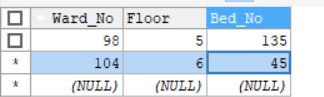 Ward_No Floor Bed_No
98 5 135
* 104 6 45
* (NULL) (NULL) (NULL)